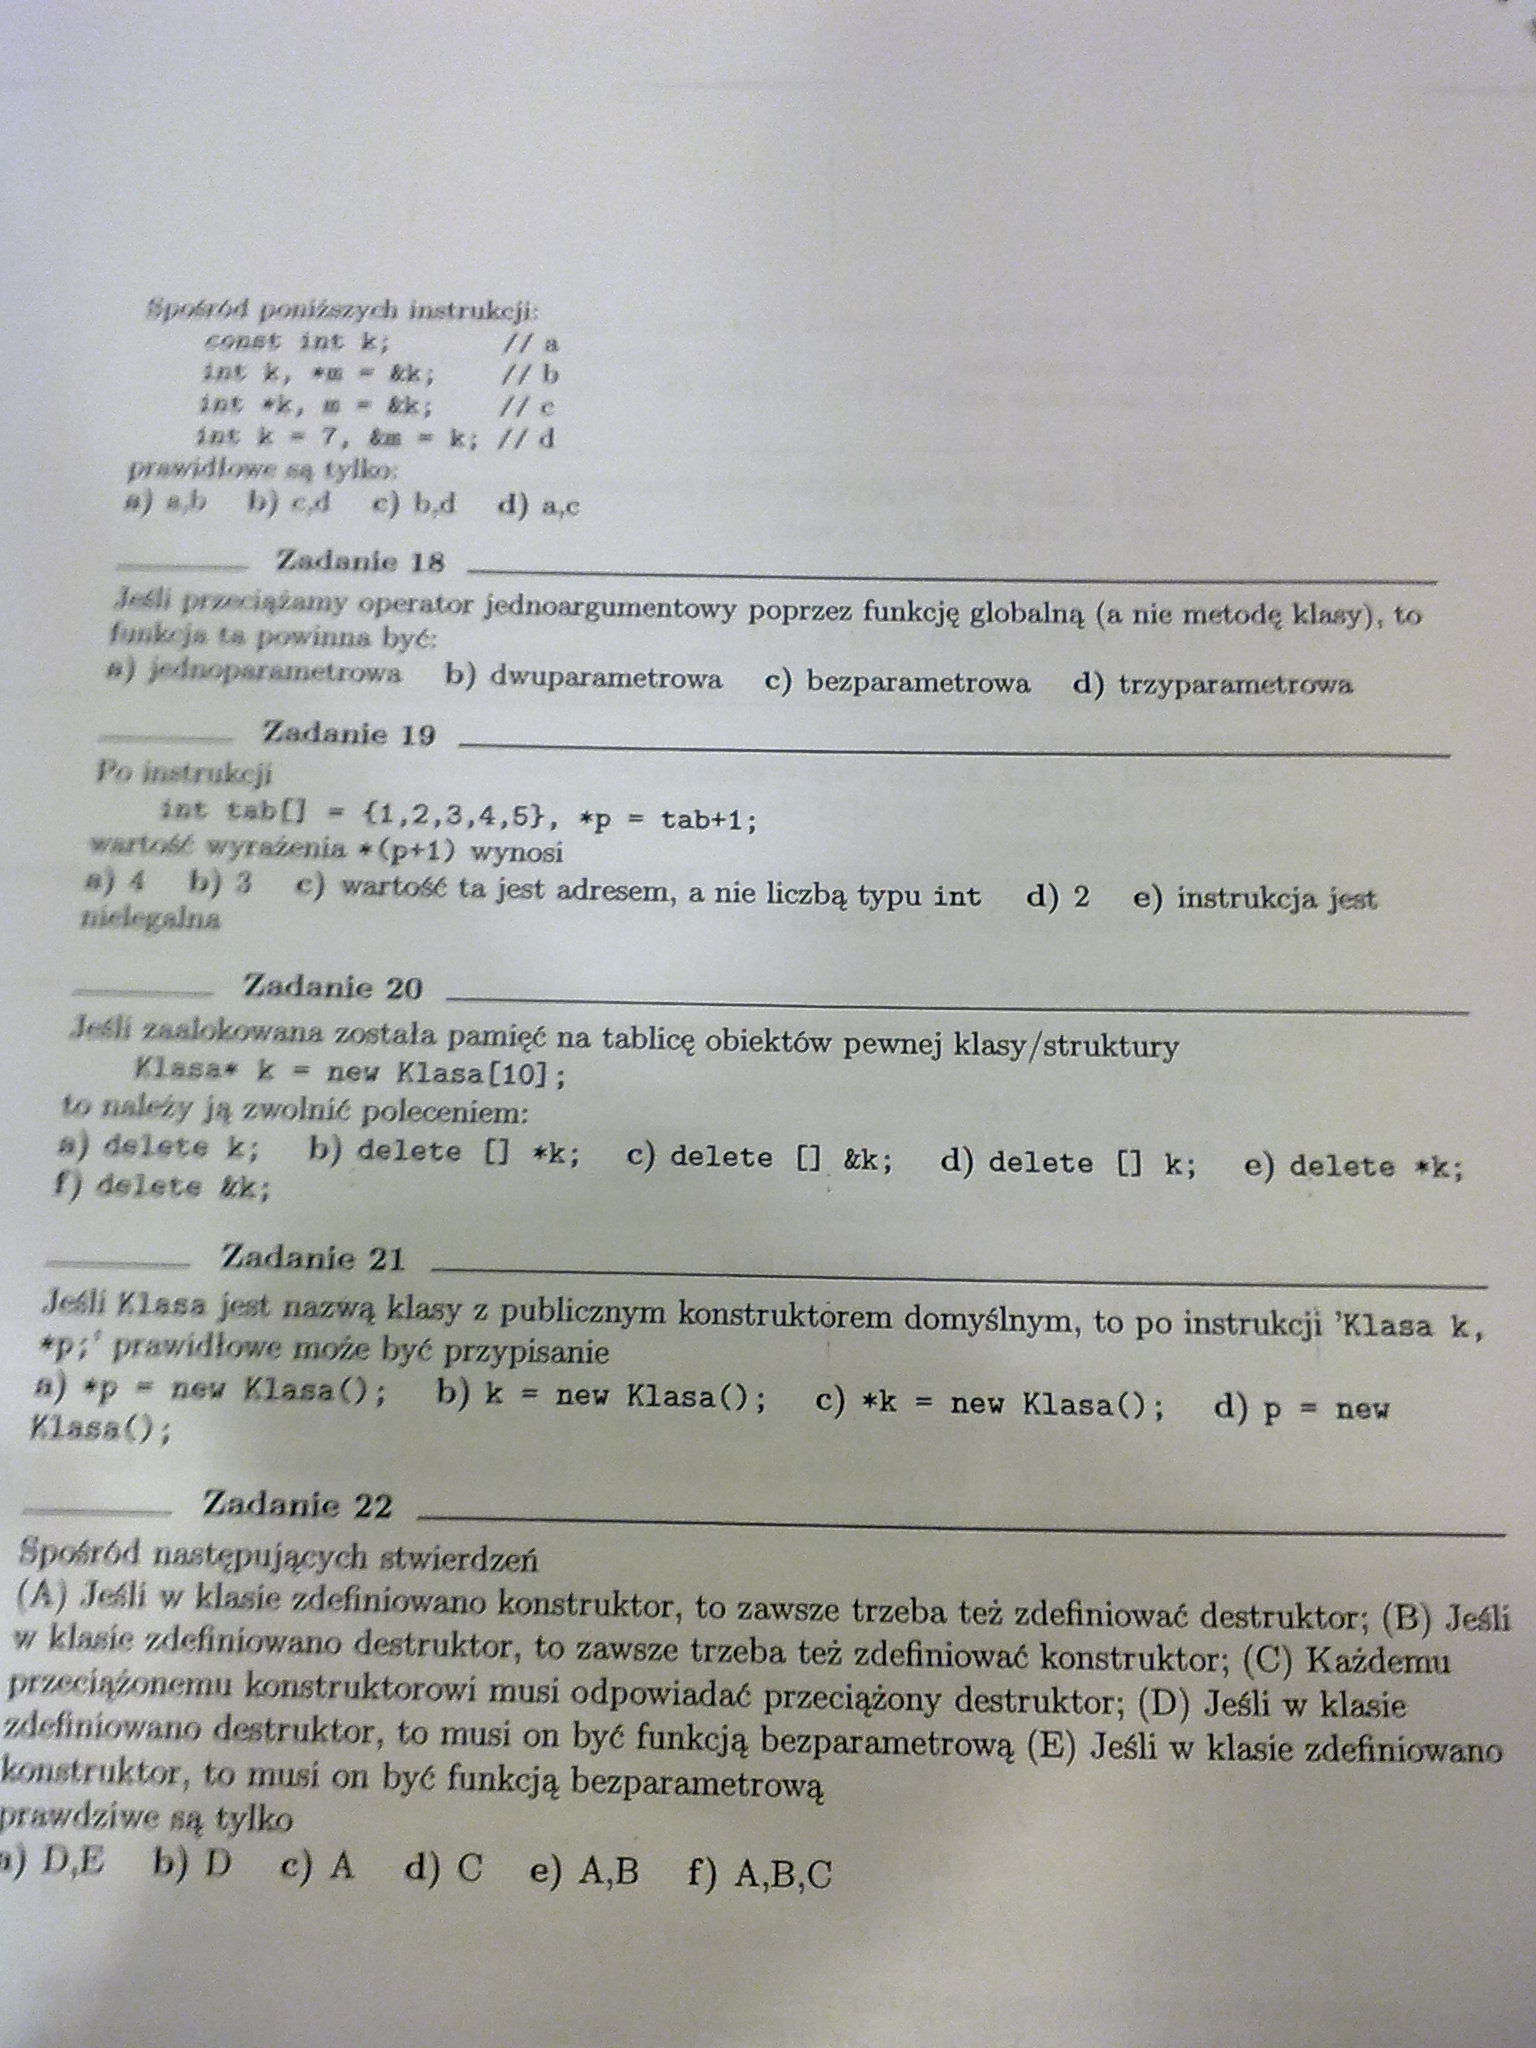 Spośród poniższych instrukcji:
const int k; // a
int k, *m = &k; // b
int *k, m = &k; // c
int k = 7, &m = k; // d
prawidłowe są tylko:
a) a,b b) c,d c) b,d d) a,c
Zadanie 18
Jeśli przeciążamy operator jednoargumentowy poprzez funkcję globalną (a nie metodę klasy), to
funkcja ta powinna być:
a) jednoparametrowa b) dwuparametrowa c) bezparametrowa d) trzyparametrowa
Zadanie 19
Po instrukcji
int tab[] = {1,2,3,4,5}, *p = tab+1;
wartość wyrażenia *(p+1) wynosi
a) 4 b) 3 c) wartość ta jest adresem, a nie liczbą typu int d) 2 e) instrukcja jest
nielegalna
Zadanie 20
Jeśli zaalokowana została pamięć na tablicę obiektów pewnej klasy/struktury
Klasa* k = new Klasa[10];
to należy ją zwolnić poleceniem:
a) delete k; b) delete [] *k; c) delete [] &k; d) delete [] k; e) delete *k;
f) delete &k;
Zadanie 21
Jeśli Klasa jest nazwą klasy z publicznym konstruktorem domyślnym, to po instrukcji 'Klasa k,
*p;' prawidłowe może być przypisanie
a) *p = new Klasa(); b) k = new Klasa(); c) *k = new Klasa(); d) p = new
Klasa();
Zadanie 22
Spośród następujących stwierdzeń
(A) Jeśli w klasie zdefiniowano konstruktor, to zawsze trzeba też zdefiniować destruktor; (B) Jeśli
w klasie zdefiniowano destruktor, to zawsze trzeba też zdefiniować konstruktor; (C) Każdemu
przeciążonemu konstruktorowi musi odpowiadać przeciążony destruktor; (D) Jeśli w klasie
zdefiniowano destruktor, to musi on być funkcją bezparametrową (E) Jeśli w klasie zdefiniowano
konstruktor, to musi on być funkcją bezparametrową
prawdziwe są tylko
a) D,E b) D c) A d) C e) A,B f) A,B,C